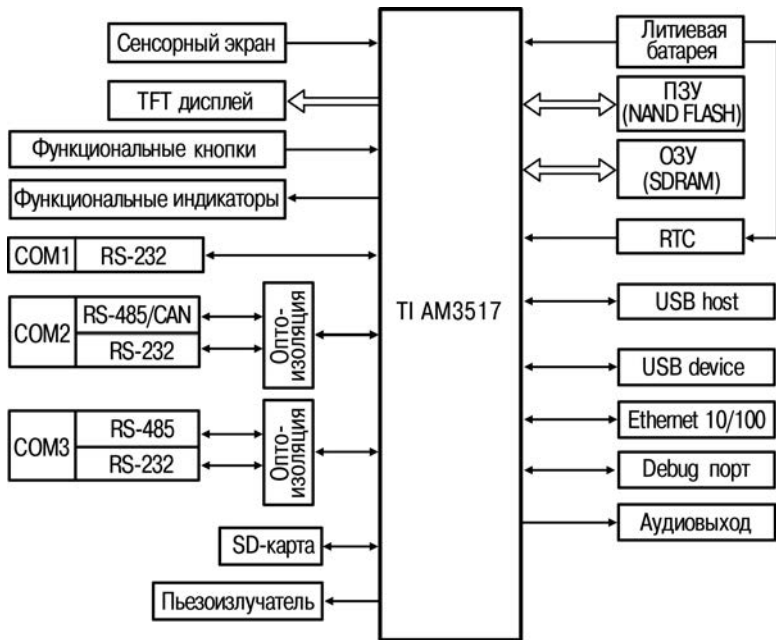 Сенсорный экран
TFT дисплей
Функциональные кнопки
Функциональные индикаторы
COM1 RS-232
COM2
RS-485/CAN
RS-232
Опто-
изоляция
COM3
RS-485
RS-232
Опто-
изоляция
SD-карта
Пьезоизлучатель
TI AM3517
Литиевая
батарея
ПЗУ
(NAND FLASH)
ОЗУ
(SDRAM)
RTC
USB host
USB device
Ethernet 10/100
Debug порт
Аудиовыход